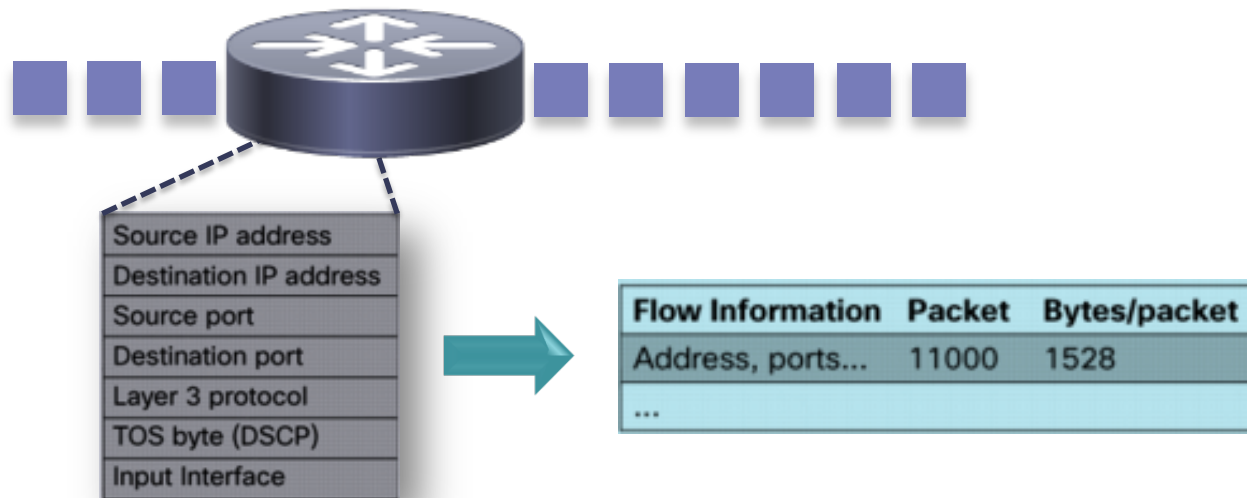 Source IP address
Destination IP address
Source port
Destination port
Layer 3 protocol
TOS byte (DSCP)
Input Interface
Flow Information Packet Bytes/packet
Address, ports... 11000 1528
...